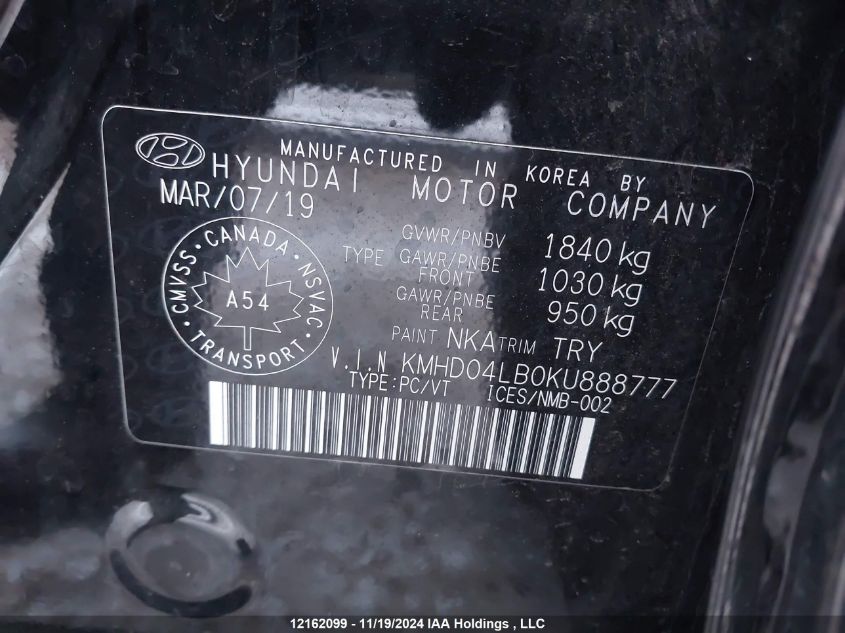 MANUFACTURED IN KOREA BY
HYUNDAI MOTOR COMPANY
MAR/07/19
GVWR/PNBV 1840 kg
TYPE GAWR/PNBE FRONT 1030 kg
GAWR/PNBE REAR 950 kg
PAINT NKA TRIM TRY
V.I.N KMHD04LB0KU888777
TYPE:PC/VT ICES/NMB-002
CMVSS • CANADA • NSVAC • TRANSPORT •
A54
12162099 - 11/19/2024 IAA Holdings , LLC